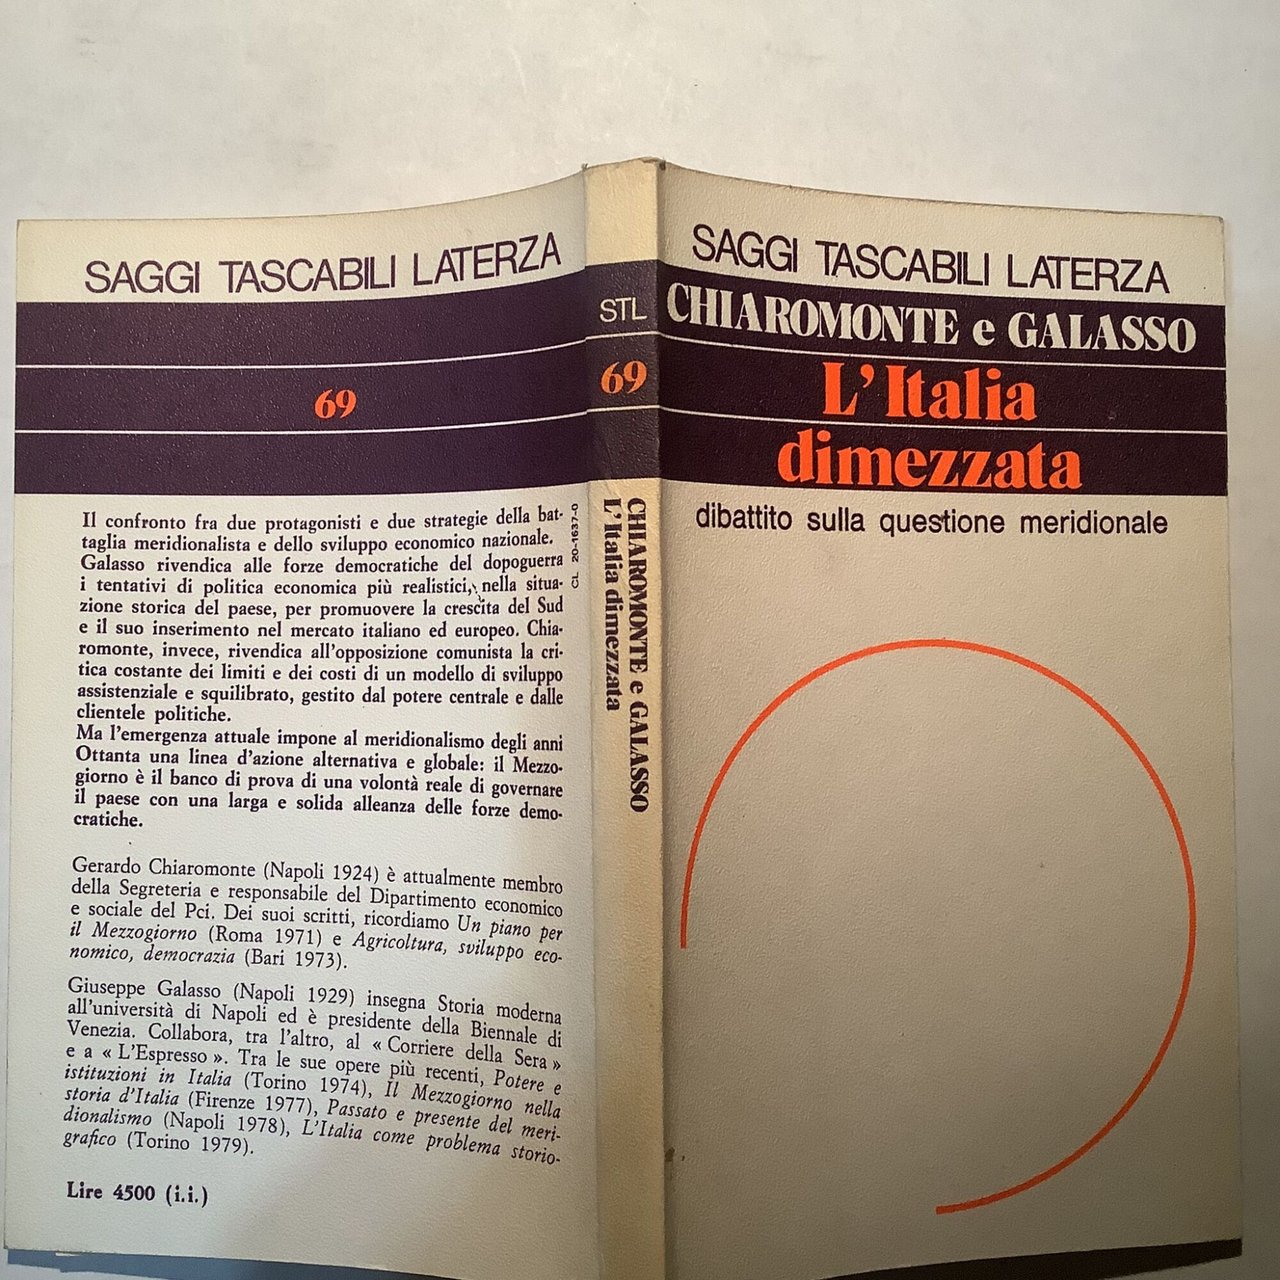 SAGGI TASCABILI LATERZA
69
Il confronto fra due protagonisti e due strategie della bat-
taglia meridionalista e dello sviluppo economico nazionale.
Galasso rivendica alle forze democratiche del dopoguerra
i tentativi di politica economica più realistici, nella situa-
zione storica del paese, per promuovere la crescita del Sud
e il suo inserimento nel mercato italiano ed europeo. Chia-
romonte, invece, rivendica all'opposizione comunista la cri-
tica costante dei limiti e dei costi di un modello di sviluppo
assistenziale e squilibrato, gestito dal potere centrale e dalle
clientele politiche.
Ma l'emergenza attuale impone al meridionalismo degli anni
Ottanta una linea d'azione alternativa e globale: il Mezzo-
giorno è il banco di prova di una volontà reale di governare
il paese con una larga e solida alleanza delle forze demo-
cratiche.
Gerardo Chiaromonte (Napoli 1924) è attualmente membro
della Segreteria e responsabile del Dipartimento economico
e sociale del Pci. Dei suoi scritti, ricordiamo Un piano per
il Mezzogiorno (Roma 1971) e Agricoltura, sviluppo eco-
nomico, democrazia (Bari 1973).
Giuseppe Galasso (Napoli 1929) insegna Storia moderna
all'università di Napoli ed è presidente della Biennale di
Venezia. Collabora, tra l'altro, al « Corriere della Sera »
e a « L'Espresso ». Tra le sue opere più recenti, Potere e
istituzioni in Italia (Torino 1974), Il Mezzogiorno nella
storia d'Italia (Firenze 1977), Passato e presente del meri-
dionalismo (Napoli 1978), L'Italia come problema storio-
grafico (Torino 1979).
Lire 4500 (i.i.)
CL 20-1637-0
STL
69
CHIAROMONTE e GALASSO
L'Italia dimezzata
SAGGI TASCABILI LATERZA
CHIAROMONTE e GALASSO
L'Italia
dimezzata
dibattito sulla questione meridionale